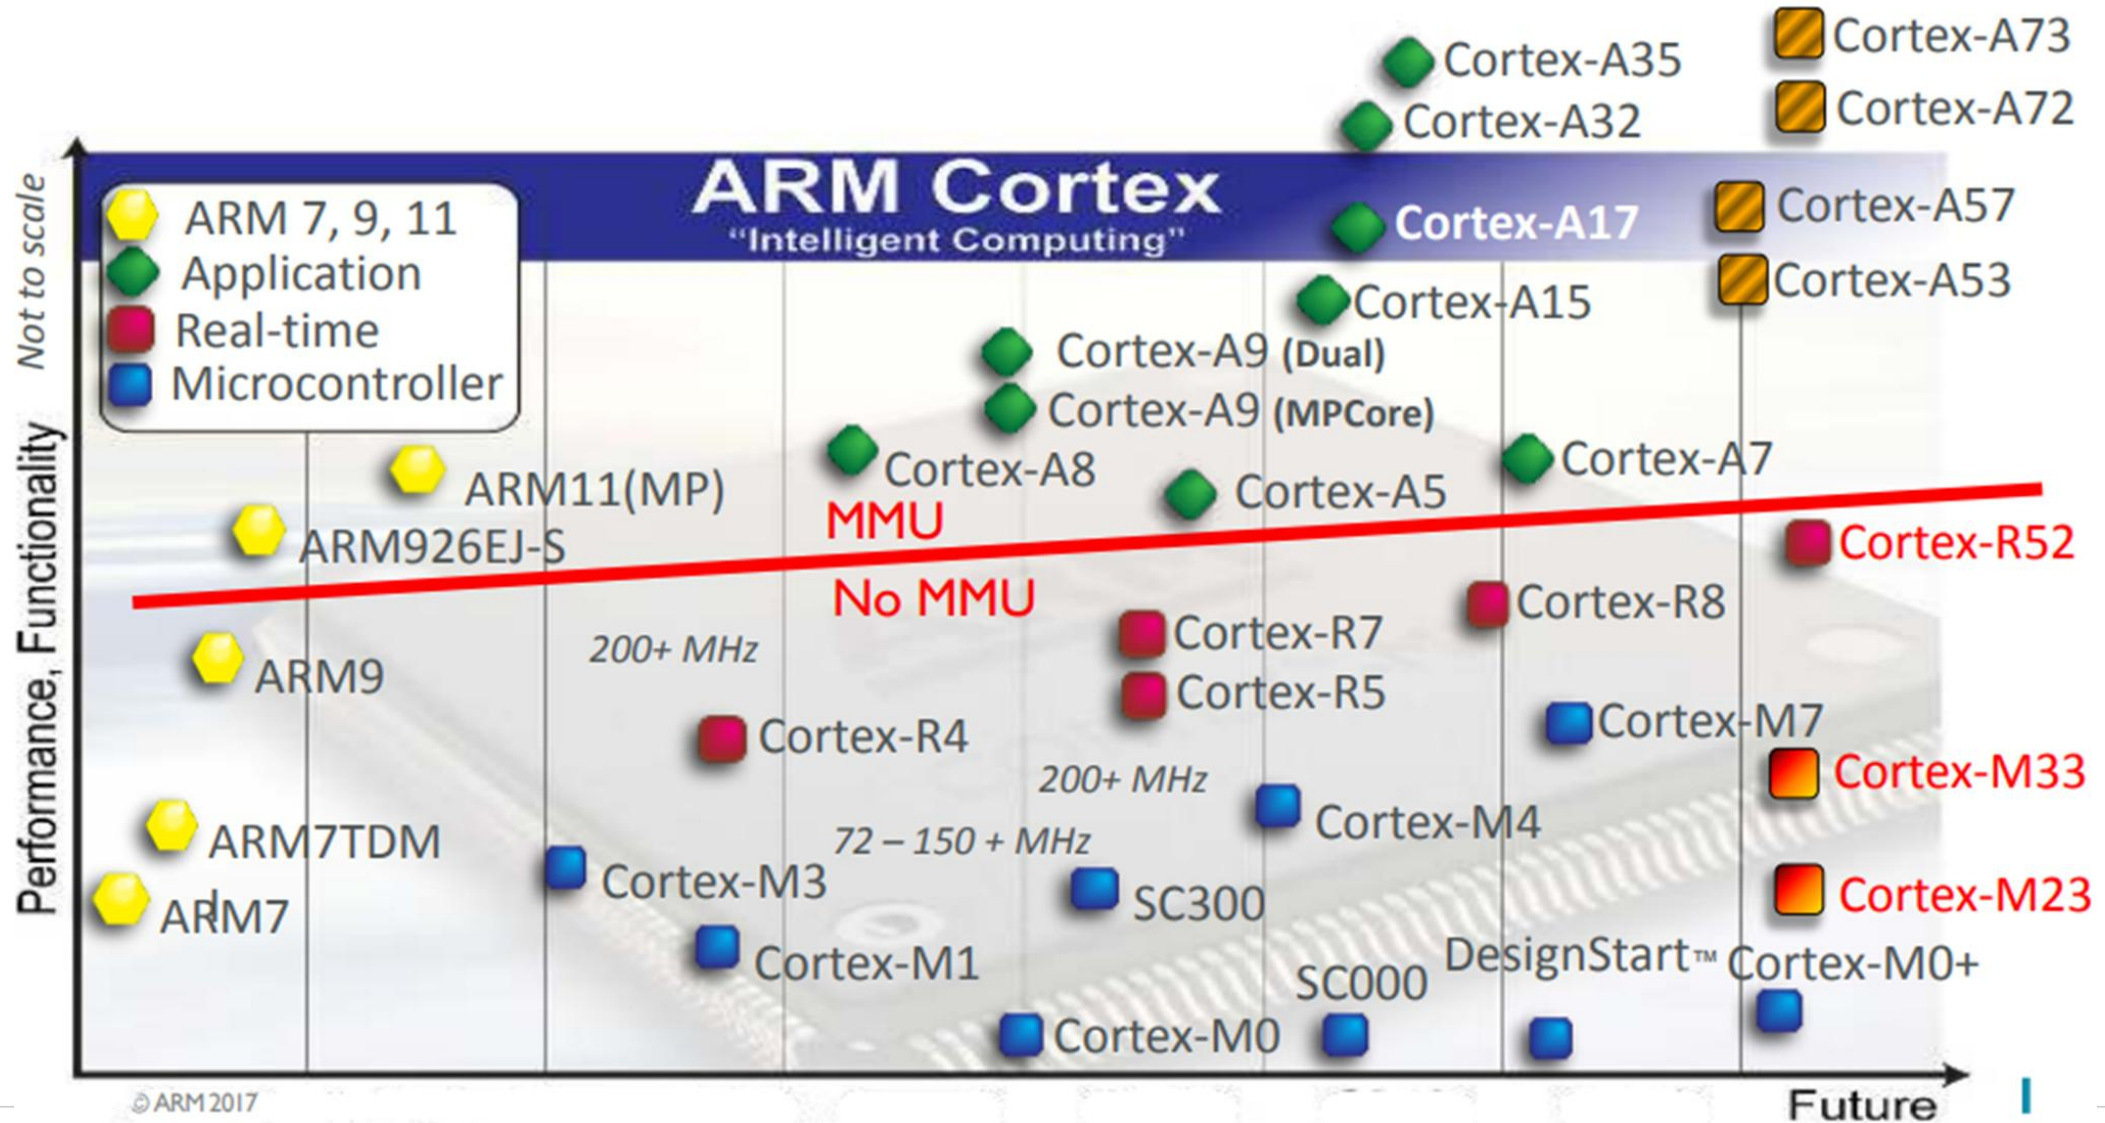 Cortex-A73
Cortex-A35
Cortex-A72
Cortex-A32
ARM Cortex
"Intelligent Computing"
Cortex-A17
Cortex-A57
Cortex-A53
Cortex-A15
Not to scale
Performance, Functionality
ARM 7, 9, 11
Application
Real-time
Microcontroller
Cortex-A9 (Dual)
Cortex-A9 (MPCore)
Cortex-A8
Cortex-A7
Cortex-A5
ARM11(MP)
ARM926EJ-S
MMU
No MMU
Cortex-R52
Cortex-R8
Cortex-R7
Cortex-R5
200+ MHz
ARM9
Cortex-R4
Cortex-M7
200+ MHz
Cortex-M33
Cortex-M4
72 – 150 + MHz
ARM7TDM
I
ARM7
Cortex-M3
SC300
Cortex-M23
Cortex-M1
SC000
DesignStart™
Cortex-M0+
Cortex-M0
© ARM 2017
Future